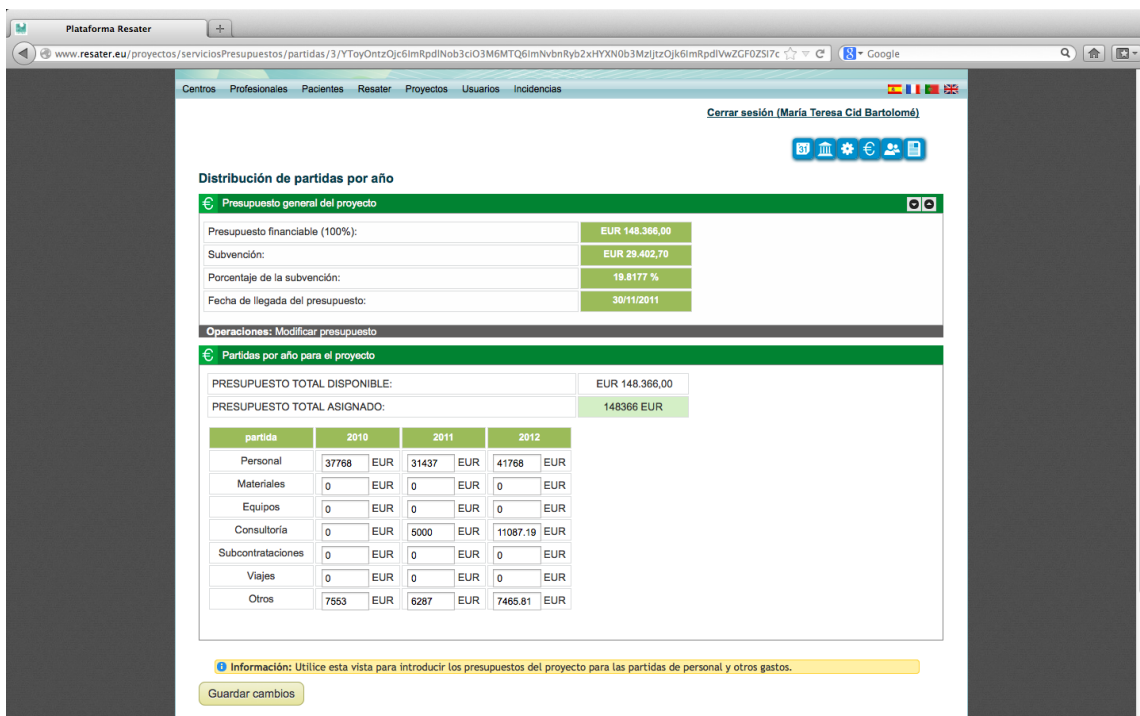 Plataforma Resater
www.resater.eu/proyectos/serviciosPresupuestos/partidas/3/YToyOntzOjc6ImRpdlNob3ciO3M6MTQ6ImNvbnRyb2xHYXN0b3MzIjtzOjk6ImRpdlVwZGF0ZSI7c
Google
Centros Profesionales Pacientes Resater Proyectos Usuarios Incidencias
Cerrar sesión (María Teresa Cid Bartolomé)
31
Distribución de partidas por año
€ Presupuesto general del proyecto
Presupuesto financiable (100%): EUR 148.366,00
Subvención: EUR 29.402,70
Porcentaje de la subvención: 19.8177 %
Fecha de llegada del presupuesto: 30/11/2011
Operaciones: Modificar presupuesto
€ Partidas por año para el proyecto
PRESUPUESTO TOTAL DISPONIBLE: EUR 148.366,00
PRESUPUESTO TOTAL ASIGNADO: 148366 EUR
partida 2010 2011 2012
Personal 37768 EUR 31437 EUR 41768 EUR
Materiales 0 EUR 0 EUR 0 EUR
Equipos 0 EUR 0 EUR 0 EUR
Consultoría 0 EUR 5000 EUR 11087.19 EUR
Subcontrataciones 0 EUR 0 EUR 0 EUR
Viajes 0 EUR 0 EUR 0 EUR
Otros 7553 EUR 6287 EUR 7465.81 EUR
Información: Utilice esta vista para introducir los presupuestos del proyecto para las partidas de personal y otros gastos.
Guardar cambios